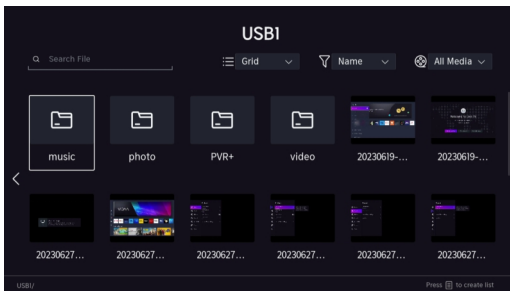 USB1
Search File
Grid
Name
All Media
music
photo
PVR+
video
20230619-...
20230619-...
20230627...
20230627...
20230627...
20230627...
20230627...
20230627...
USB1/
Press to create list